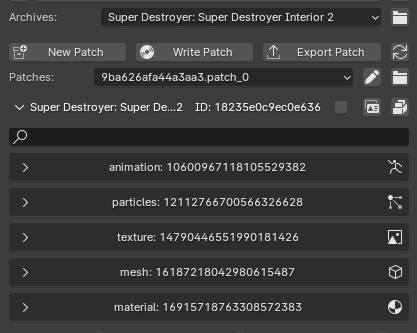 Archives: Super Destroyer: Super Destroyer Interior 2
New Patch Write Patch Export Patch
Patches: 9ba626afa44a3aa3.patch_0
Super Destroyer: Super De...2 ID: 18235e0c9ec0e636
animation: 10600967118105529382
particles: 12112766700566326628
texture: 14790446551990181426
mesh: 16187218042980615487
material: 16915718763308572383